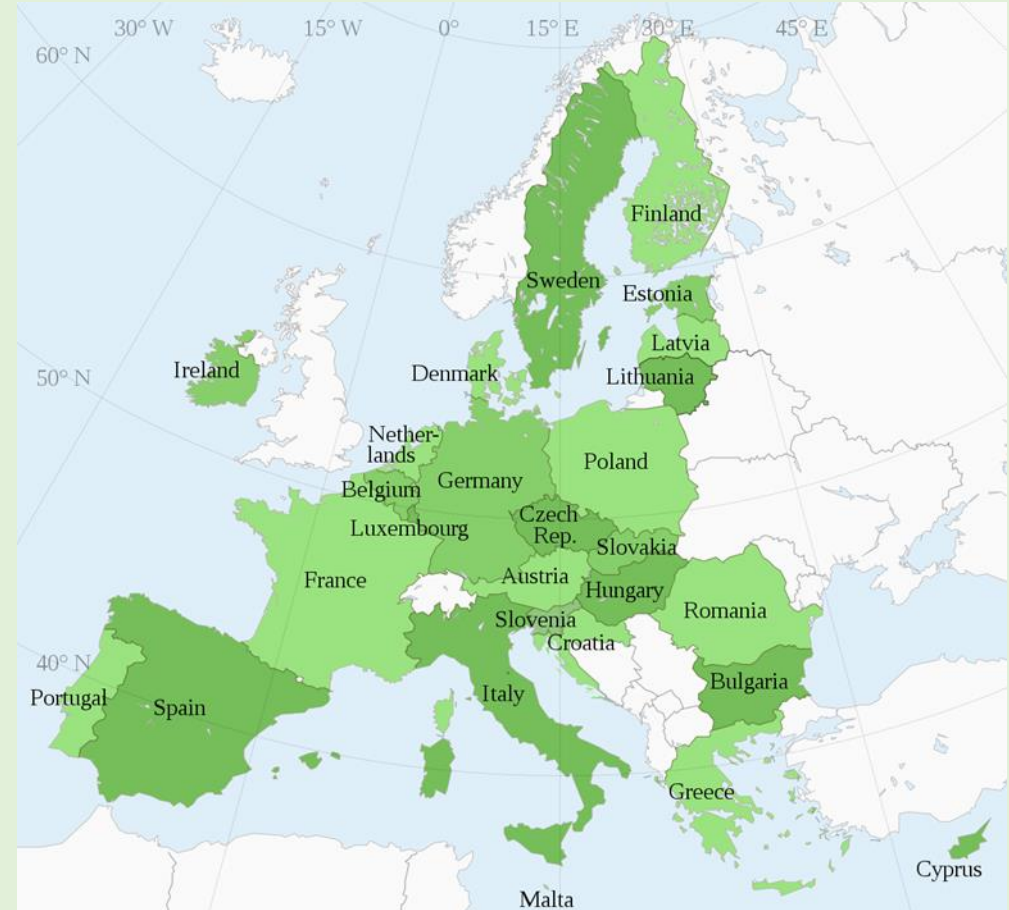 30° W
15° W
0°
15° E
30° E
45° E
60° N
Finland
Sweden
Estonia
Latvia
Ireland
Denmark
Lithuania
50° N
Nether-
lands
Poland
Germany
Belgium
Czech
Rep.
Luxembourg
Slovakia
France
Austria
Hungary
Romania
Slovenia
Croatia
40° N
Bulgaria
Portugal
Italy
Spain
Greece
Cyprus
Malta